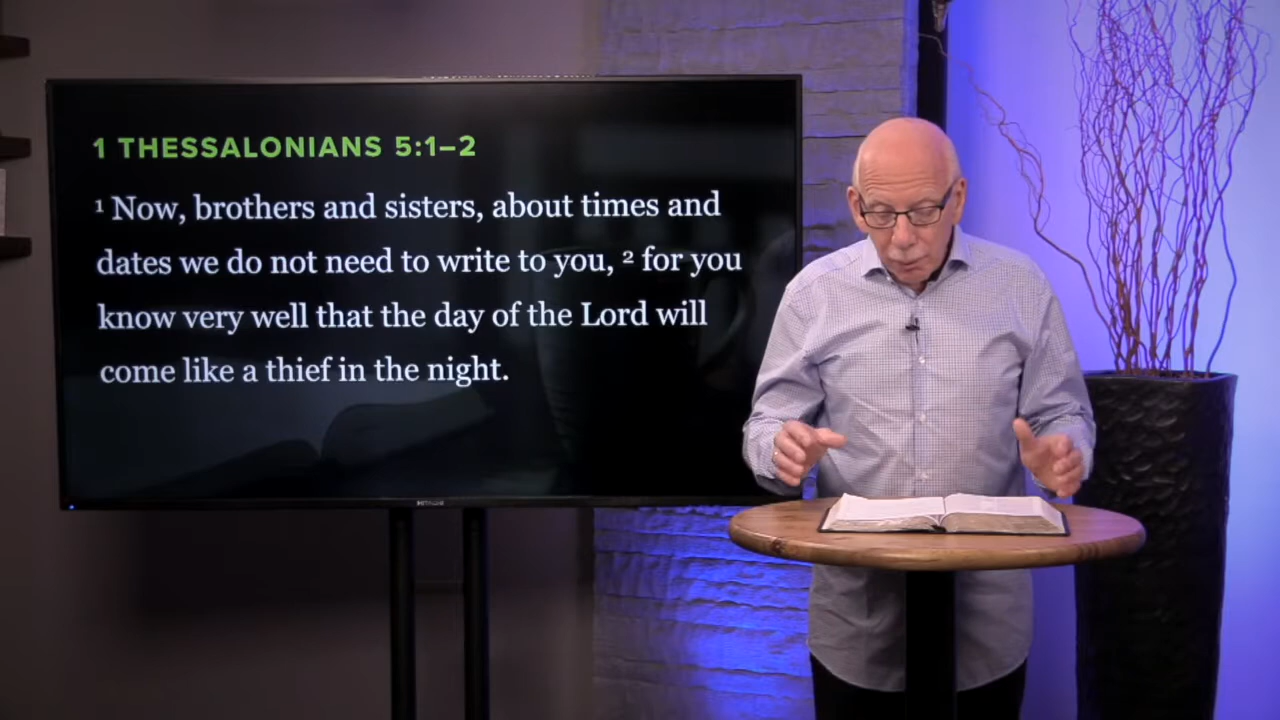 1 THESSALONIANS 5:1–2
¹ Now, brothers and sisters, about times and
dates we do not need to write to you, ² for you
know very well that the day of the Lord will
come like a thief in the night.